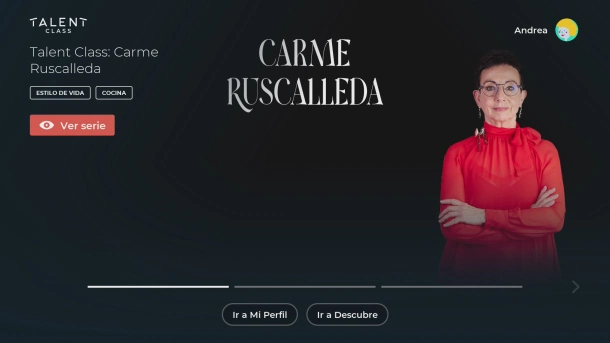 TALENT
CLASS
Andrea
Talent Class: Carme
Ruscalleda
ESTILO DE VIDA
COCINA
Ver serie
CARME
RUSCALLEDA
Ir a Mi Perfil
Ir a Descubre